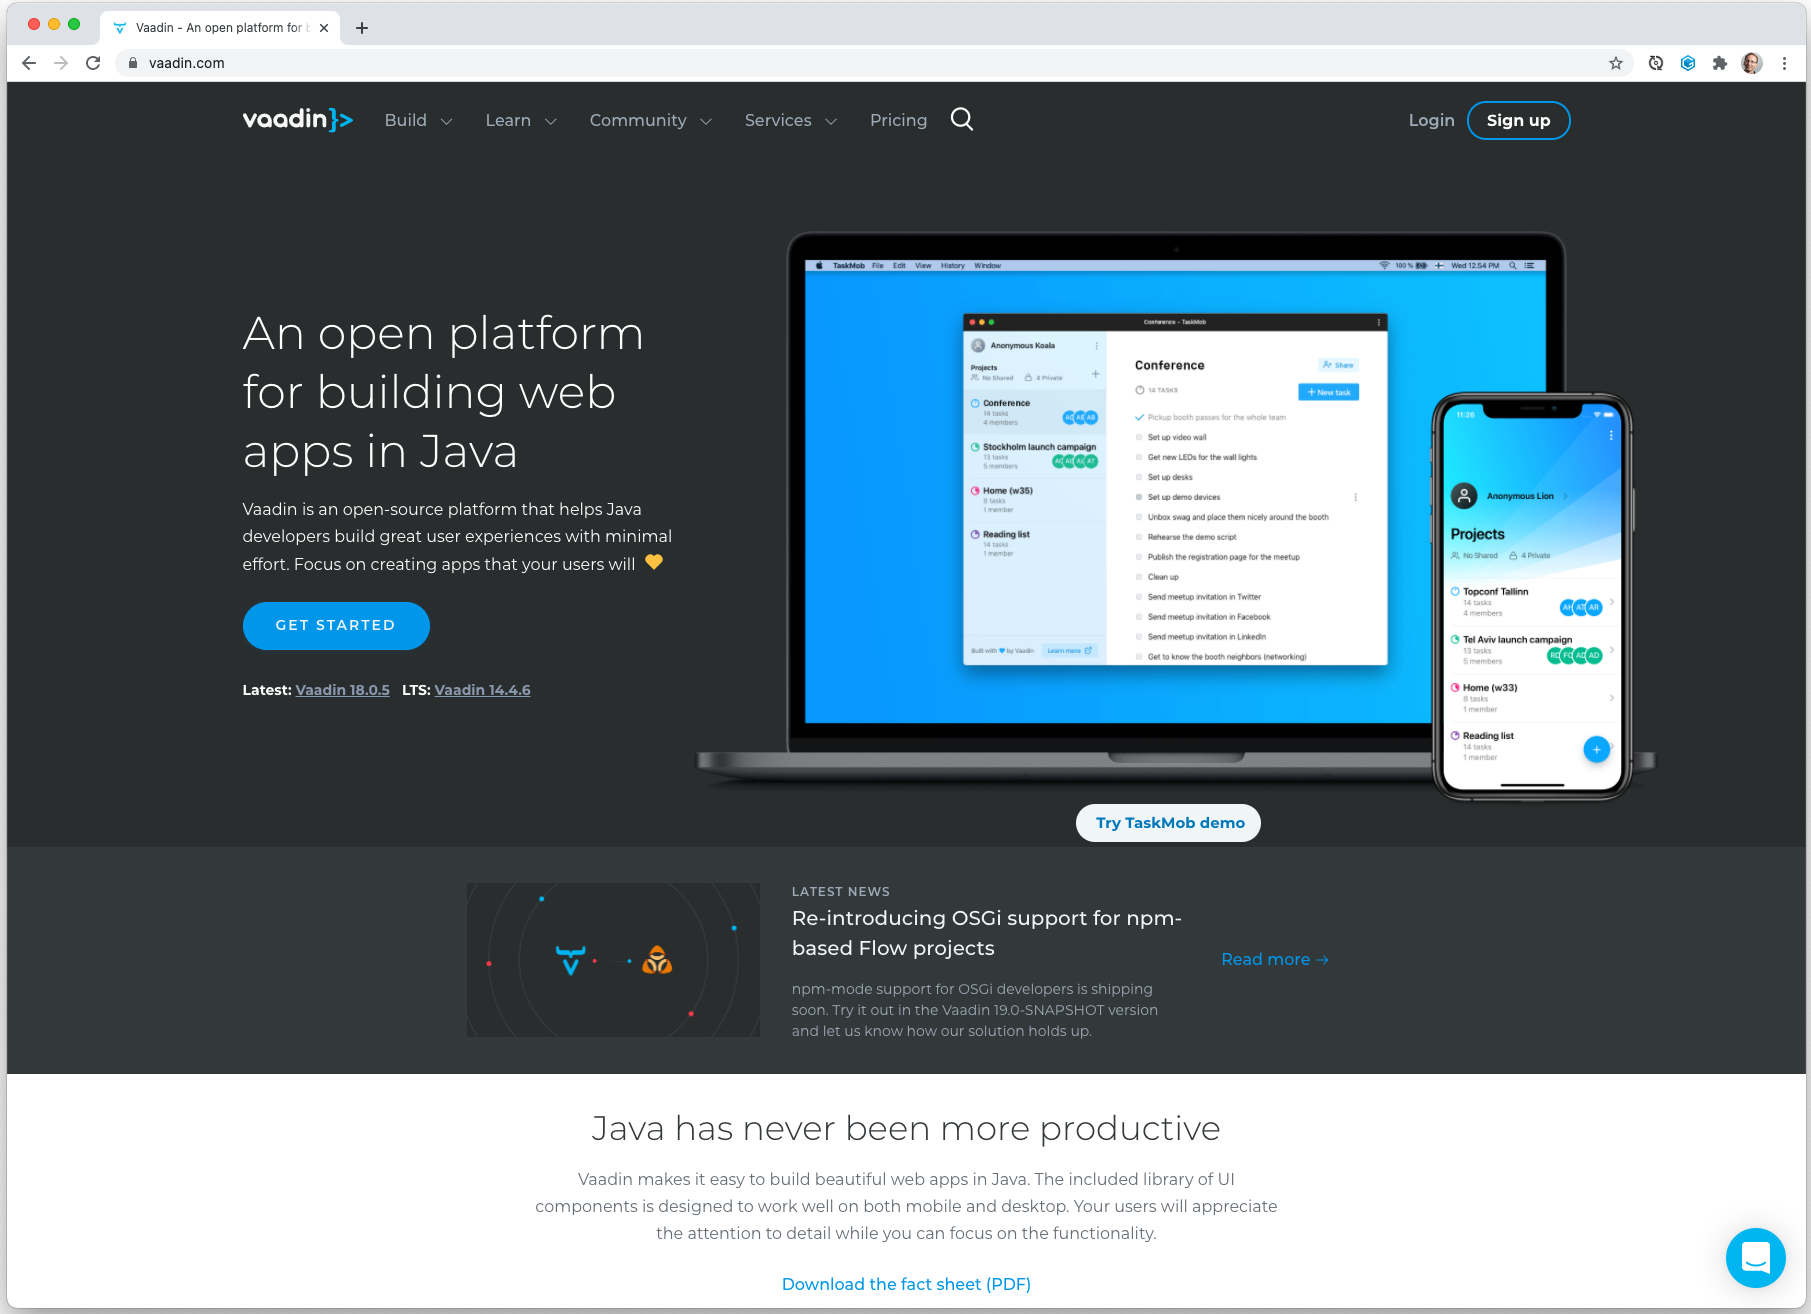 Vaadin - An open platform for b
vaadin.com
vaadin}>
Build
Learn
Community
Services
Pricing
Login
Sign up
An open platform
for building web
apps in Java
Vaadin is an open-source platform that helps Java
developers build great user experiences with minimal
effort. Focus on creating apps that your users will
GET STARTED
Latest: Vaadin 18.0.5 LTS: Vaadin 14.4.6
TaskMob File Edit View History Window
100 % Wed 12.54 PM
Conference - TaskMob
Anonymous Koala
Projects
No Shared 4 Private
Conference
14 tasks
4 members
Stockholm launch campaign
13 tasks
5 members
Home (w35)
8 tasks
1 member
Reading list
14 tasks
1 member
Built with by Vaadin
Learn more
Conference
Share
14 TASKS
+ New task
Pickup booth passes for the whole team
Set up video wall
Get new LEDs for the wall lights
Set up desks
Set up demo devices
Unbox swag and place them nicely around the booth
Rehearse the demo script
Publish the registration page for the meetup
Clean up
Send meetup invitation in Twitter
Send meetup invitation in Facebook
Send meetup invitation in LinkedIn
Get to know the booth neighbors (networking)
11:26
Anonymous Lion
Projects
No Shared 4 Private
Topconf Tallinn
14 tasks
4 members
AR
Tel Aviv launch campaign
13 tasks
5 members
AD
Home (w33)
8 tasks
1 member
Reading list
14 tasks
1 member
Try TaskMob demo
LATEST NEWS
Re-introducing OSGi support for npm-
based Flow projects
npm-mode support for OSGi developers is shipping
soon. Try it out in the Vaadin 19.0-SNAPSHOT version
and let us know how our solution holds up.
Read more →
Java has never been more productive
Vaadin makes it easy to build beautiful web apps in Java. The included library of UI
components is designed to work well on both mobile and desktop. Your users will appreciate
the attention to detail while you can focus on the functionality.
Download the fact sheet (PDF)